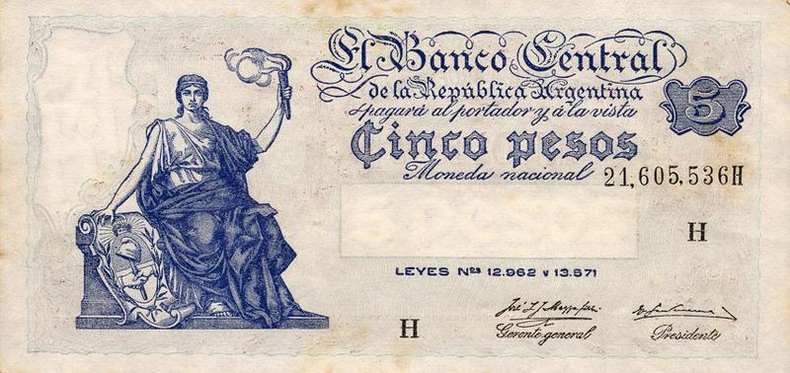 El Banco Central
de la República Argentina
pagará al portador y á la vista
5
Cinco pesos
Moneda nacional 21,605,536H
H
LEYES Nos 12.962 y 13.571
H
Gerente general
Presidente